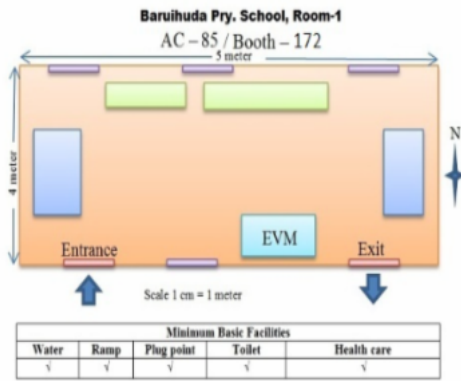 Baruihuda Pry. School, Room-1
AC – 85 / Booth – 172
5 meter
4 meter
N
Entrance
EVM
Exit
Scale 1 cm = 1 meter
Minimum Basic Facilities
Water Ramp Plug point Toilet Health care
√ √ √ √ √